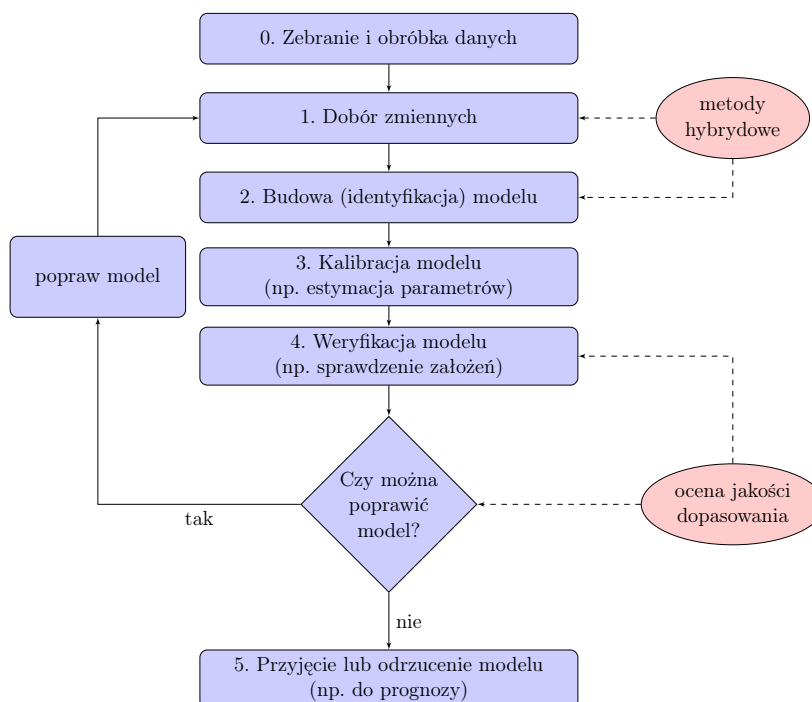 0. Zebranie i obróbka danych
1. Dobór zmiennych
metody
hybrydowe
2. Budowa (identyfikacja) modelu
popraw model
3. Kalibracja modelu
(np. estymacja parametrów)
4. Weryfikacja modelu
(np. sprawdzenie założeń)
Czy można
poprawić
model?
ocena jakości
dopasowania
tak
nie
5. Przyjęcie lub odrzucenie modelu
(np. do prognozy)